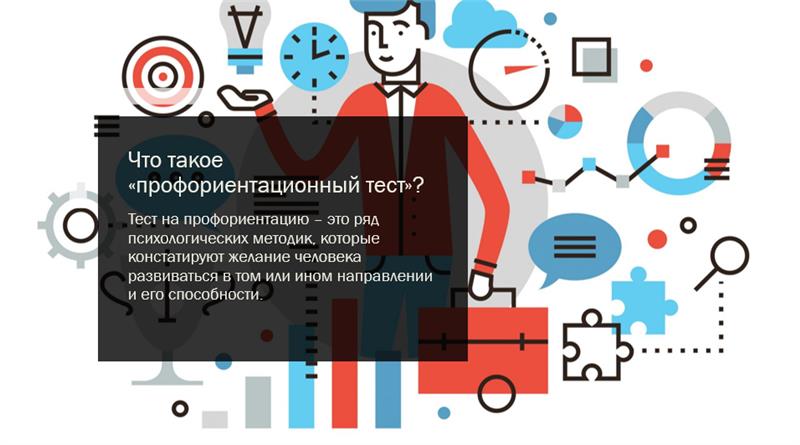 Что такое
«профориентационный тест»?
Тест на профориентацию – это ряд
психологических методик, которые
констатируют желание человека
развиваться в том или ином направлении
и его способности.